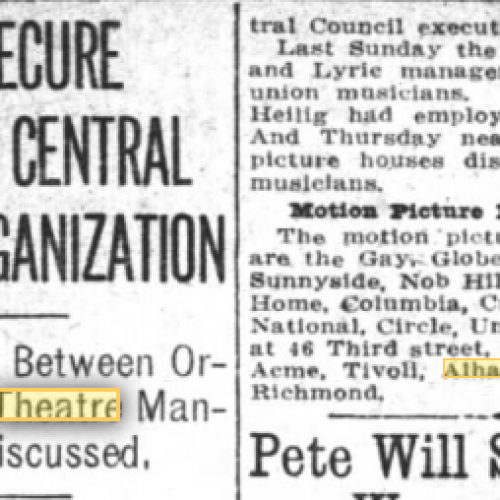 ECURE
CENTRAL
GANIZATION
Between Or-
Theatre Man-
iscussed.
tral Council execut
Last Sunday the
and Lyric manage
union musicians.
Heilig had employ
And Thursday nea
picture houses dis
musicians.
Motion Picture
The motion pictu
are the Gay, Globe
Sunnyside, Nob Hil
Home, Columbia, C
National, Circle, Un
at 46 Third street,
Acme, Tivoli, Alha
Richmond.
Pete Will S